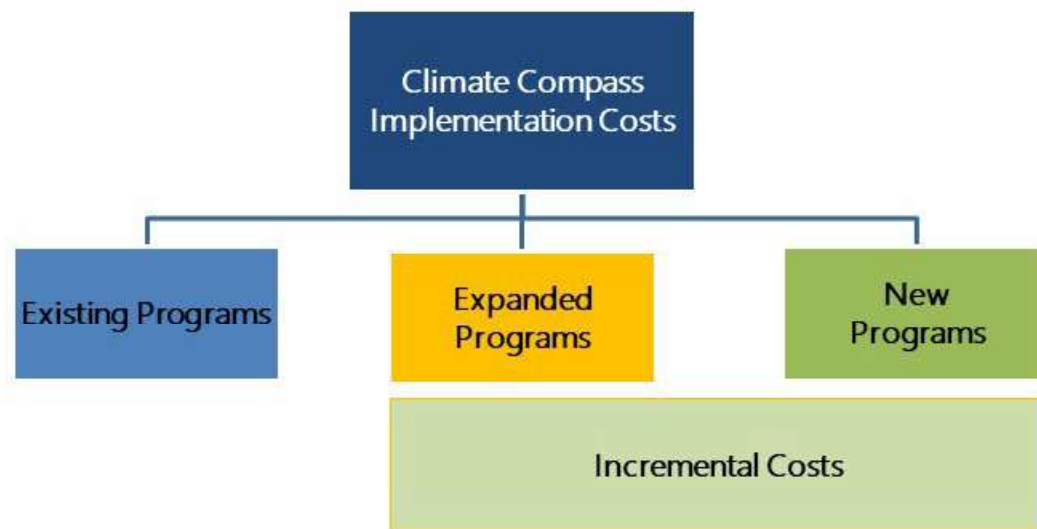 Climate Compass
Implementation Costs
Existing Programs
Expanded
Programs
New
Programs
Incremental Costs